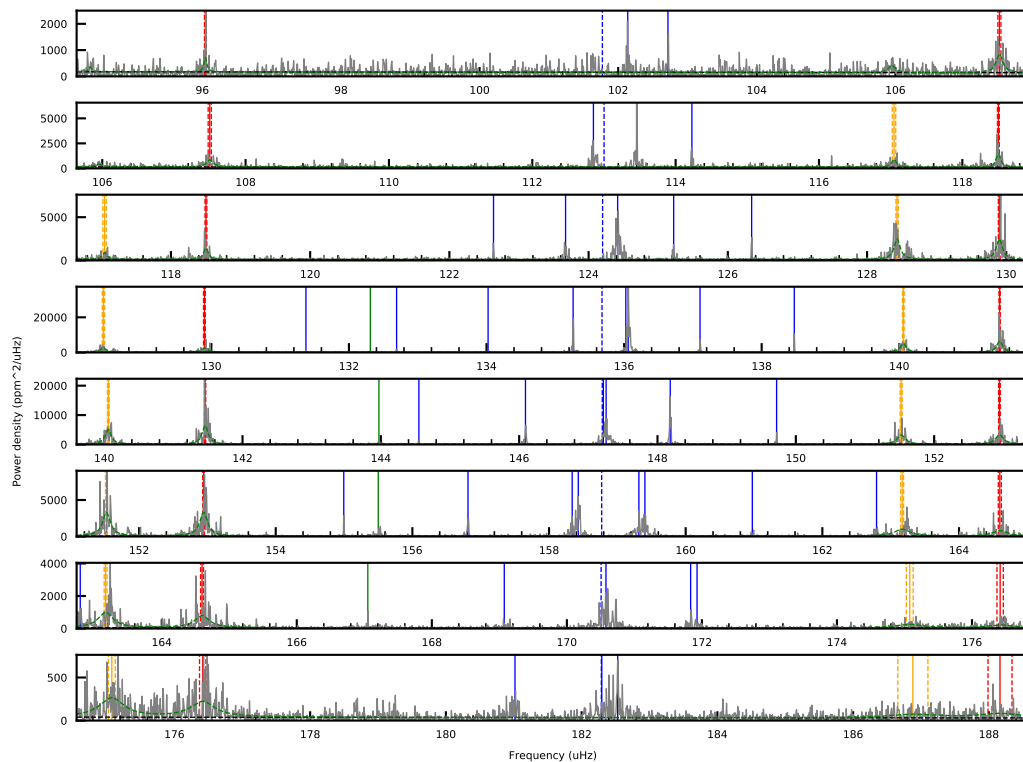 2000
1000
0
96 98 100 102 104 106
5000
2500
0
106 108 110 112 114 116 118
5000
0
118 120 122 124 126 128 130
20000
0
130 132 134 136 138 140
20000
10000
0
140 142 144 146 148 150 152
5000
0
152 154 156 158 160 162 164
4000
2000
0
164 166 168 170 172 174 176
500
0
176 178 180 182 184 186 188
Power density (ppm^2/uHz)
Frequency (uHz)